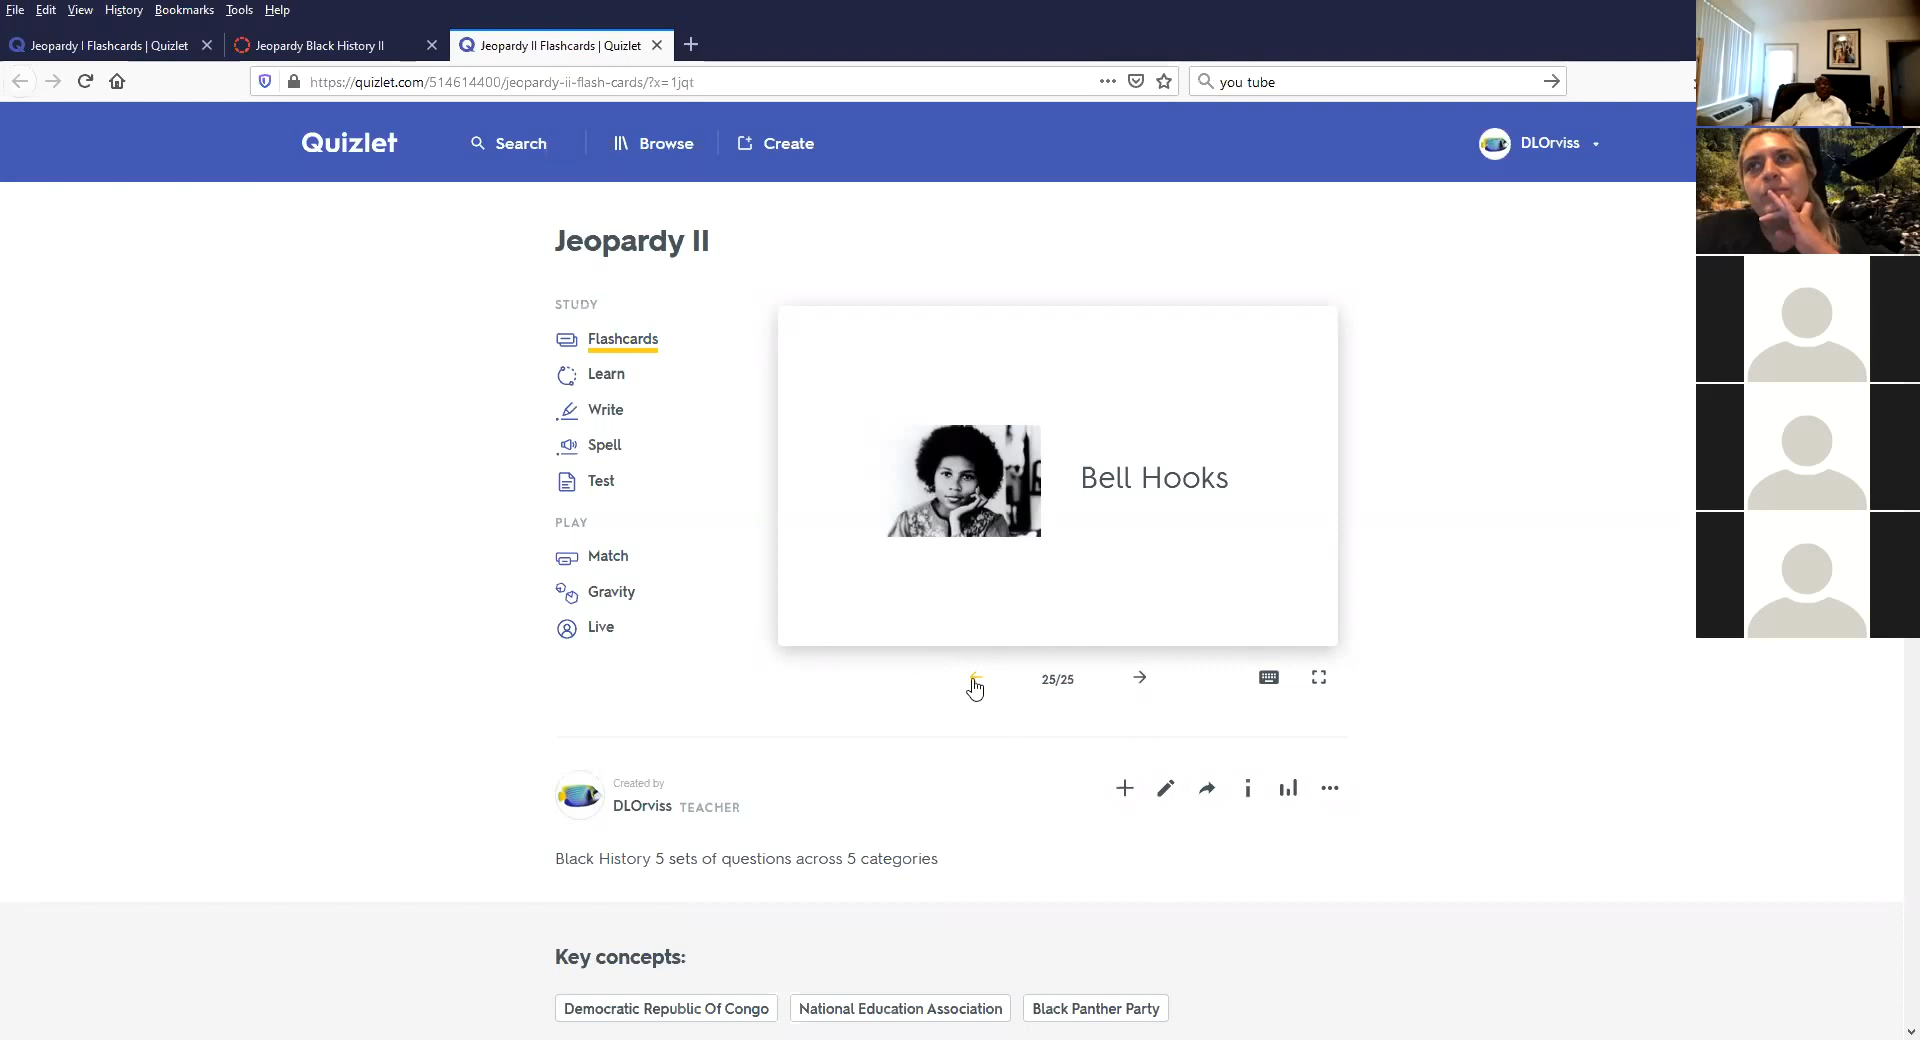 File Edit View History Bookmarks Tools Help
Jeopardy I Flashcards | Quizlet
Jeopardy Black History II
Jeopardy II Flashcards | Quizlet
https://quizlet.com/514614400/jeopardy-ii-flash-cards/?x=1jqt
you tube
Quizlet
Search
Browse
Create
DLOrviss
Jeopardy II
STUDY
Flashcards
Learn
Write
Spell
Test
PLAY
Match
Gravity
Live
Bell Hooks
25/25
Created by
DLOrviss TEACHER
Black History 5 sets of questions across 5 categories
Key concepts:
Democratic Republic Of Congo
National Education Association
Black Panther Party